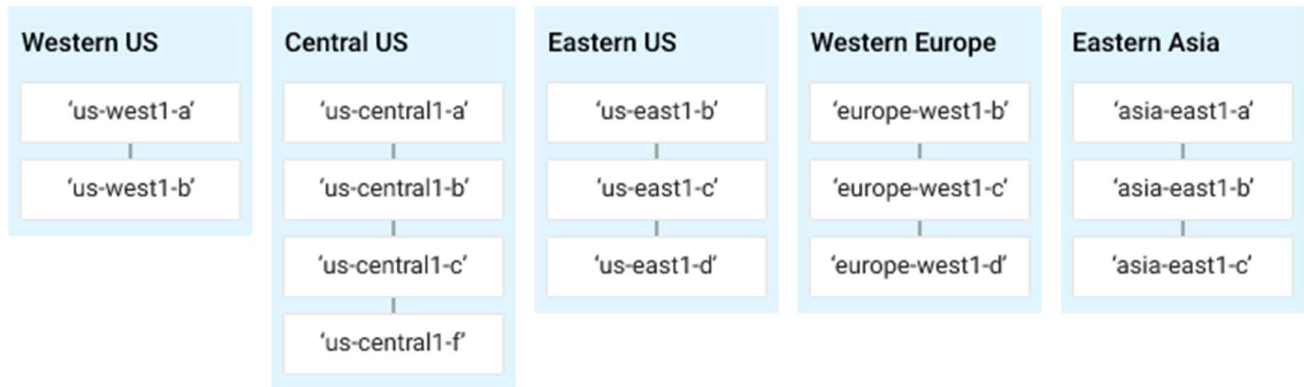 Western US
‘us-west1-a’
‘us-west1-b’
Central US
‘us-central1-a’
‘us-central1-b’
‘us-central1-c’
‘us-central1-f’
Eastern US
‘us-east1-b’
‘us-east1-c’
‘us-east1-d’
Western Europe
‘europe-west1-b’
‘europe-west1-c’
‘europe-west1-d’
Eastern Asia
‘asia-east1-a’
‘asia-east1-b’
‘asia-east1-c’